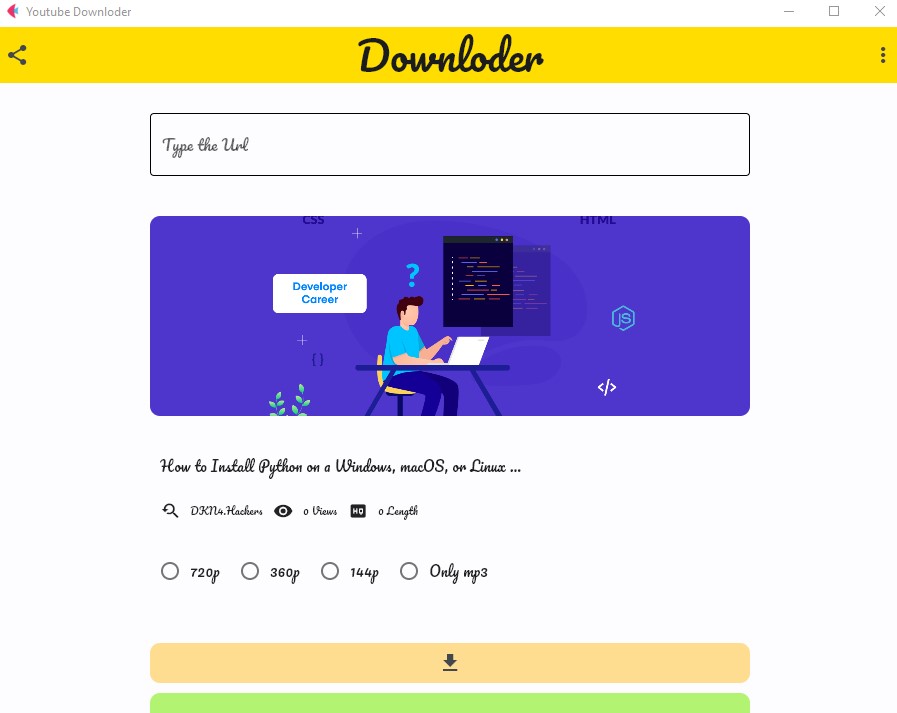 Youtube Downloder
Downloder
Type the Url
CSS
HTML
Developer
Career
?
JS
{ }
</>
How to Install Python on a Windows, macOS, or Linux ...
DKN4.Hackers 0 Views HQ 0 Length
720p 360p 144p Only mp3